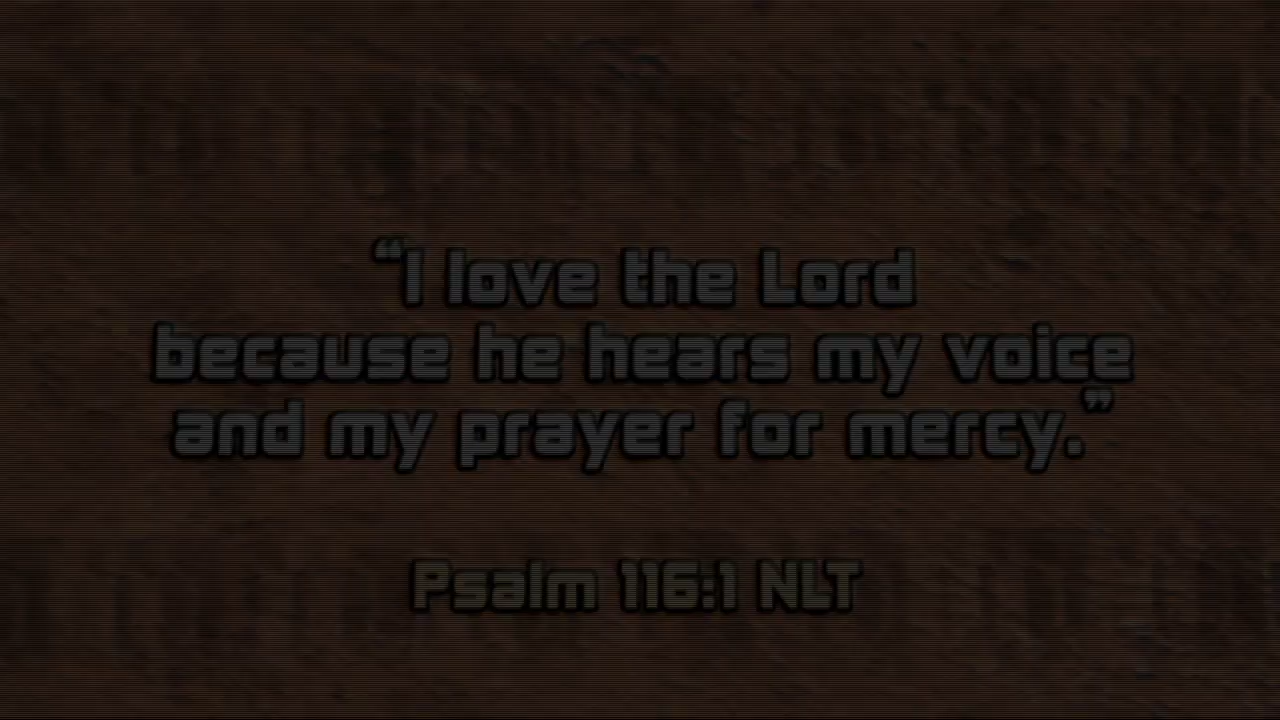 “I love the Lord
because he hears my voice
and my prayer for mercy.”
Psalm 116:1 NLT